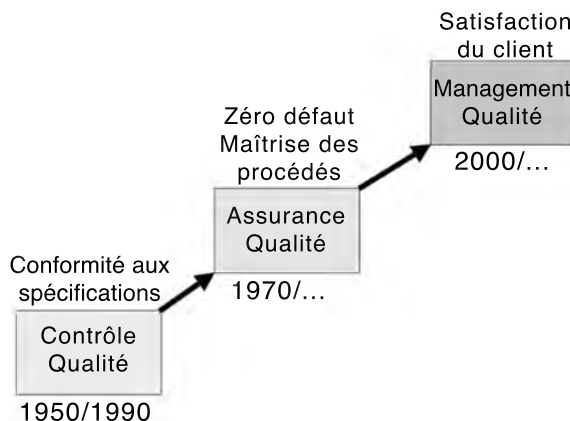 Satisfaction
du client
Management
Qualité
2000/...
Zéro défaut
Maîtrise des
procédés
Assurance
Qualité
1970/...
Conformité aux
spécifications
Contrôle
Qualité
1950/1990